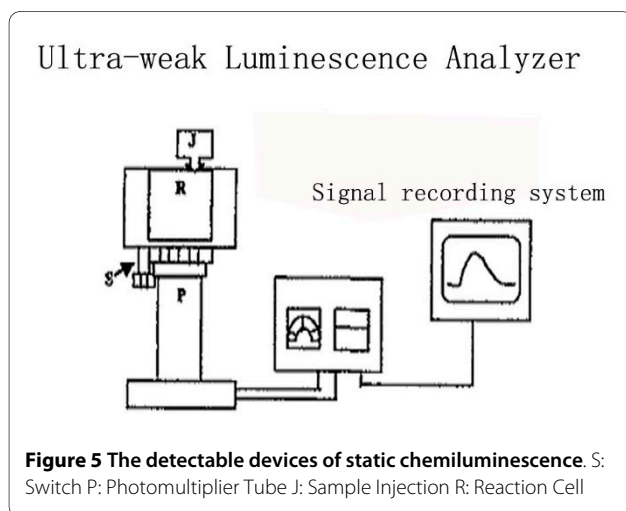 Ultra-weak Luminescence Analyzer
J
R
Signal recording system
S
P
Figure 5 The detectable devices of static chemiluminescence. S:
Switch P: Photomultiplier Tube J: Sample Injection R: Reaction Cell